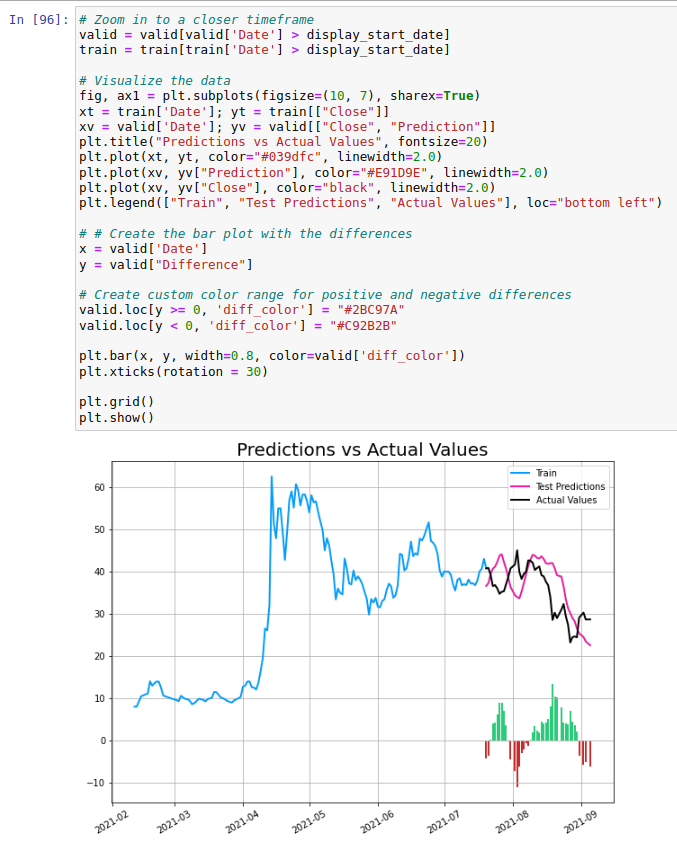 In [96]: # Zoom in to a closer timeframe
valid = valid[valid['Date'] > display_start_date]
train = train[train['Date'] > display_start_date]
# Visualize the data
fig, ax1 = plt.subplots(figsize=(10, 7), sharex=True)
xt = train['Date']; yt = train[["Close"]]
xv = valid['Date']; yv = valid[["Close", "Prediction"]]
plt.title("Predictions vs Actual Values", fontsize=20)
plt.plot(xt, yt, color="#039dfc", linewidth=2.0)
plt.plot(xv, yv["Prediction"], color="#E91D9E", linewidth=2.0)
plt.plot(xv, yv["Close"], color="black", linewidth=2.0)
plt.legend(["Train", "Test Predictions", "Actual Values"], loc="bottom left")
# # Create the bar plot with the differences
x = valid['Date']
y = valid["Difference"]
# Create custom color range for positive and negative differences
valid.loc[y >= 0, 'diff_color'] = "#2BC97A"
valid.loc[y < 0, 'diff_color'] = "#C92B2B"
plt.bar(x, y, width=0.8, color=valid['diff_color'])
plt.xticks(rotation = 30)
plt.grid()
plt.show()
Predictions vs Actual Values
Train
Test Predictions
Actual Values
60
50
40
30
20
10
0
−10
2021-02
2021-03
2021-04
2021-05
2021-06
2021-07
2021-08
2021-09